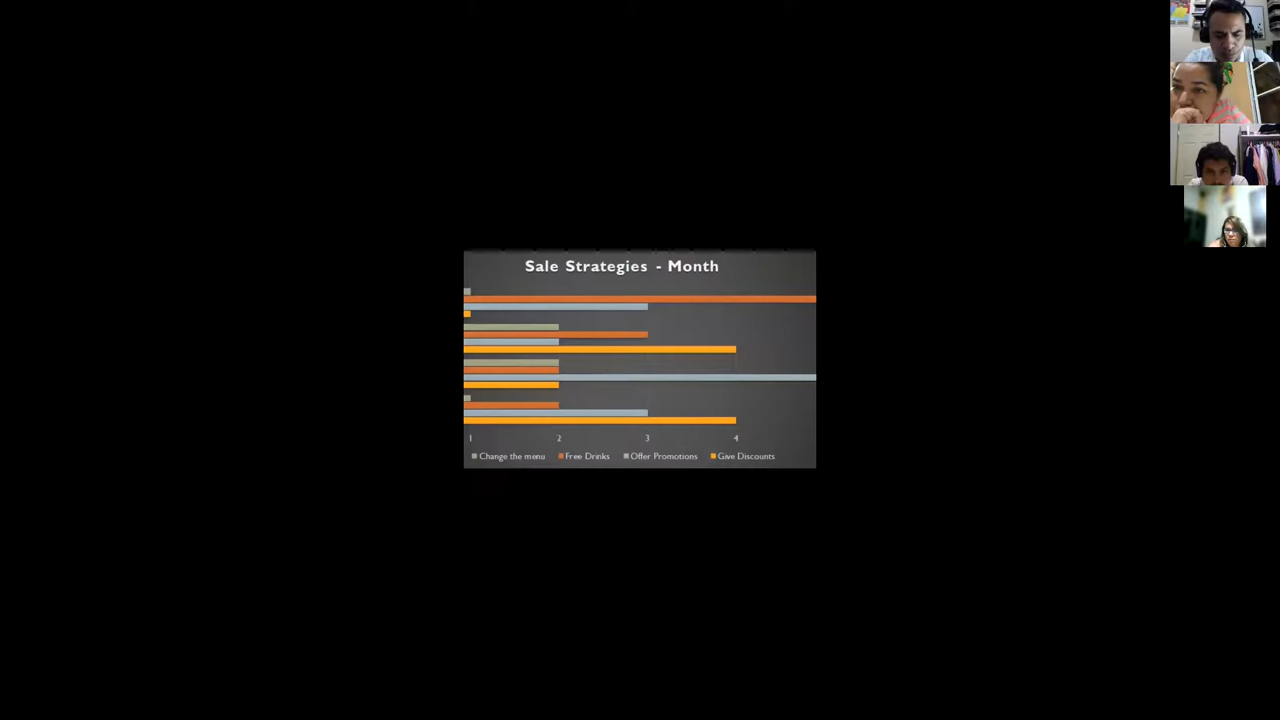 Sale Strategies - Month
1 2 3 4
Change the menu Free Drinks Offer Promotions Give Discounts